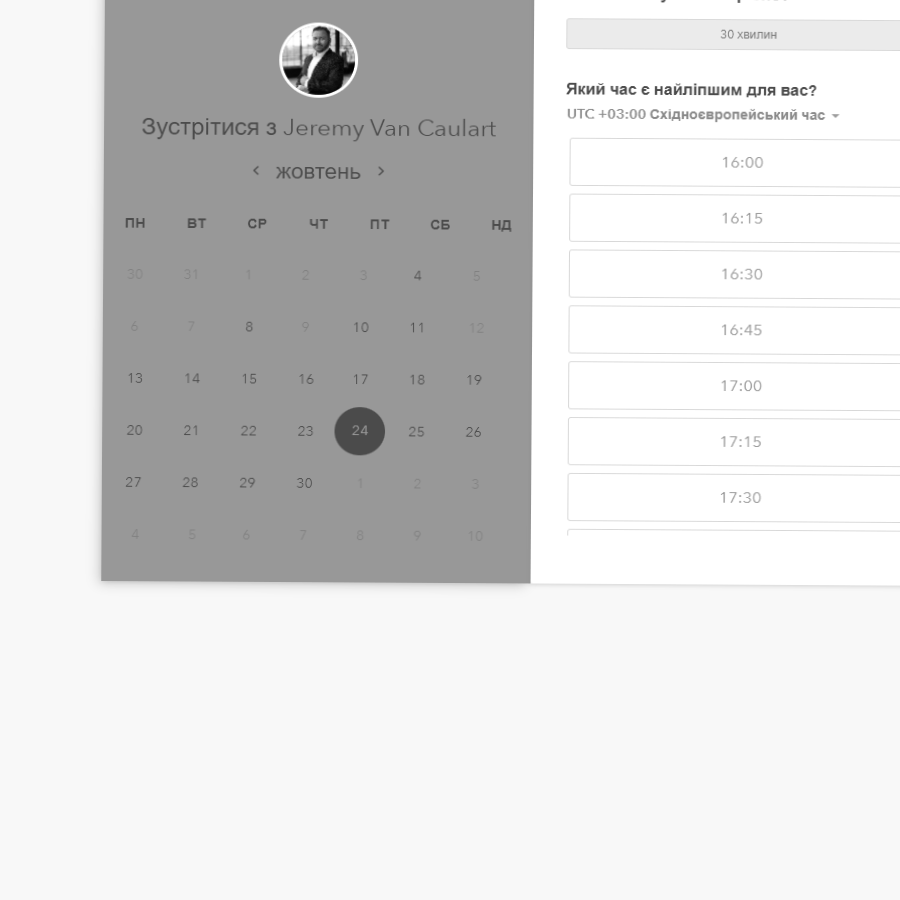 Зустрітися з Jeremy Van Caulart
жовтень
ПН ВТ СР ЧТ ПТ СБ НД
30 31 1 2 3 4 5
6 7 8 9 10 11 12
13 14 15 16 17 18 19
20 21 22 23 24 25 26
27 28 29 30 1 2 3
4 5 6 7 8 9 10
30 хвилин
Який час є найліпшим для вас?
UTC +03:00 Східноєвропейський час
16:00
16:15
16:30
16:45
17:00
17:15
17:30